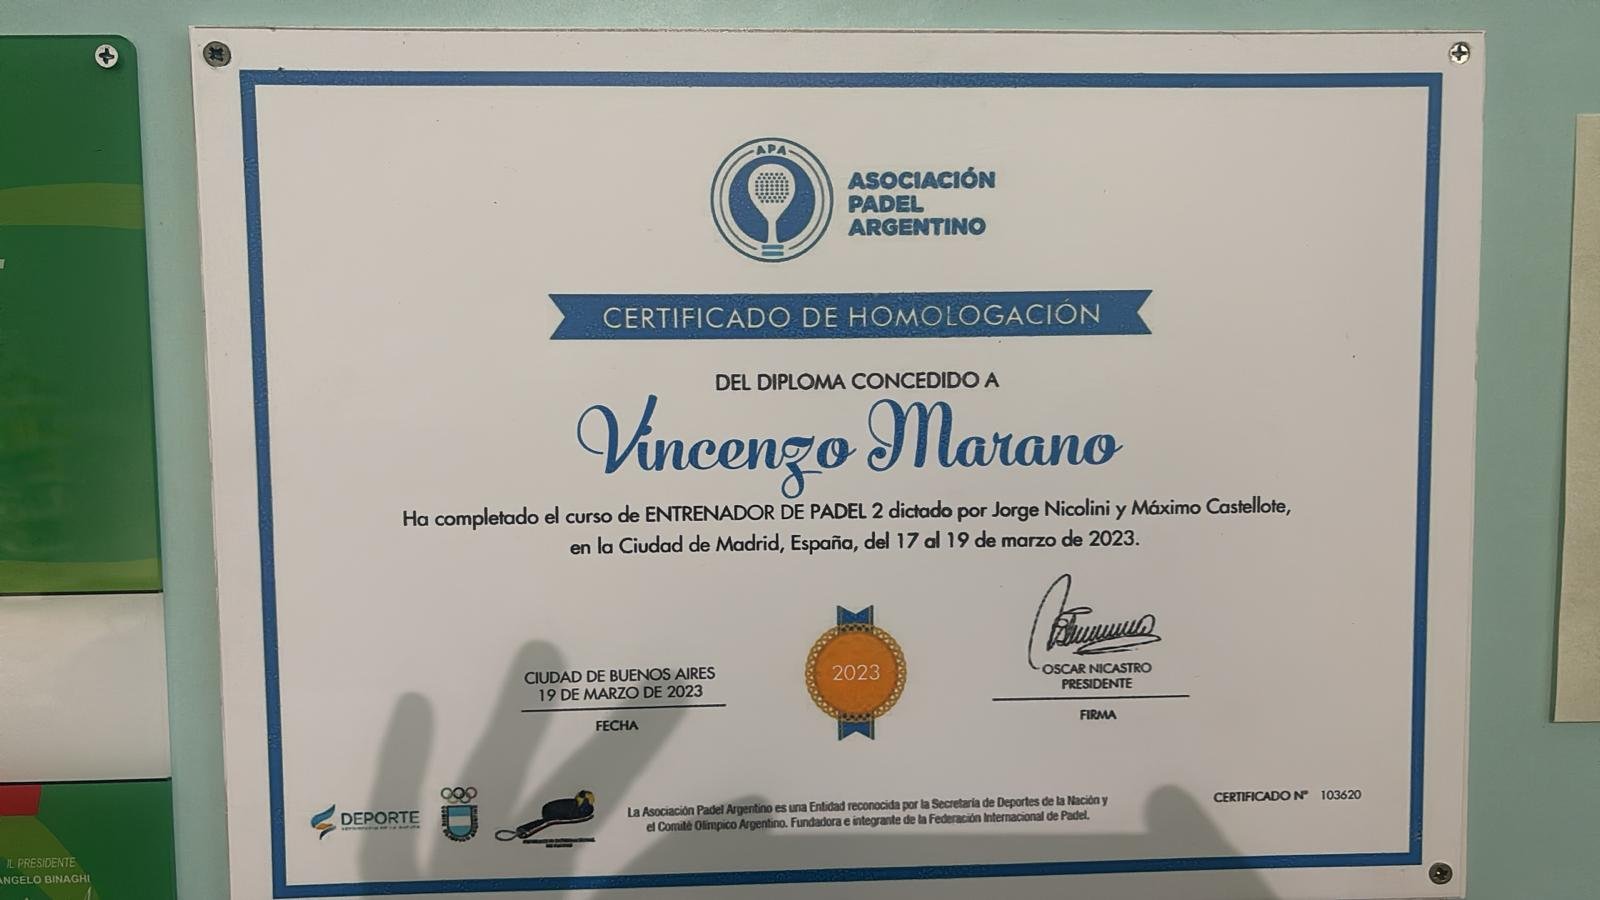 APA
ASOCIACIÓN
PADEL
ARGENTINO
CERTIFICADO DE HOMOLOGACIÓN
DEL DIPLOMA CONCEDIDO A
Vincenzo Marano
Ha completado el curso de ENTRENADOR DE PADEL 2 dictado por Jorge Nicolini y Máximo Castellote,
en la Ciudad de Madrid, España, del 17 al 19 de marzo de 2023.
CIUDAD DE BUENOS AIRES
19 DE MARZO DE 2023
FECHA
2023
OSCAR NICASTRO
PRESIDENTE
FIRMA
DEPORTE
La Asociación Padel Argentino es una Entidad reconocida por la Secretaría de Deportes de la Nación y
el Comité Olímpico Argentino. Fundadora e integrante de la Federación Internacional de Padel.
CERTIFICADO Nº 103620
IL PRESIDENTE
ANGELO BINAGHI